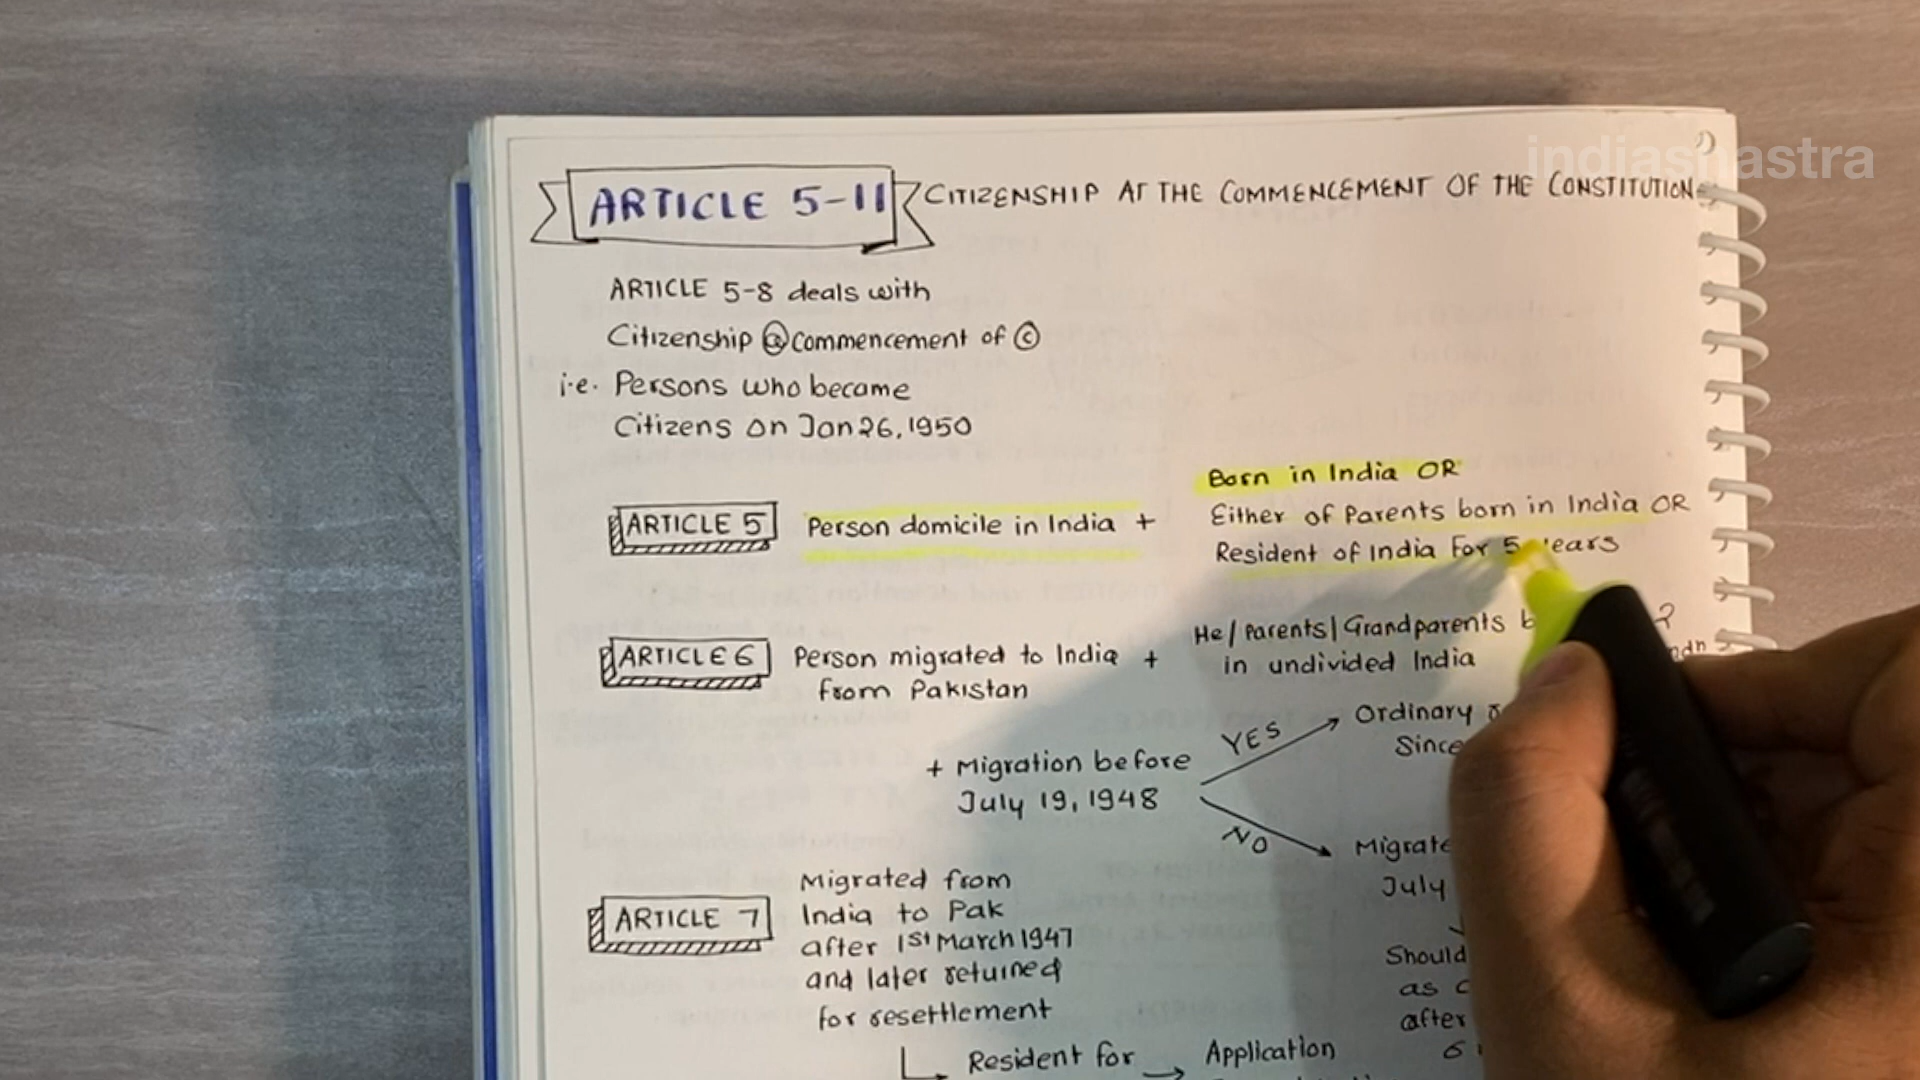 indiashastra
ARTICLE 5-11 CITIZENSHIP AT THE COMMENCEMENT OF THE CONSTITUTION
ARTICLE 5-8 deals with
Citizenship @ Commencement of ©
i.e. Persons who became
Citizens on Jan 26, 1950
ARTICLE 5 Person domicile in India +
Born in India OR
Either of Parents born in India OR
Resident of India for 5 years
ARTICLE 6 Person migrated to India +
from Pakistan
He/Parents/Grandparents b
in undivided India
+ Migration before
July 19, 1948
YES
Ordinary
Since
NO
Migrate
July
Should
as
after
ARTICLE 7
Migrated from
India to Pak
after 1st March 1947
and later returned
for resettlement
Resident for → Application